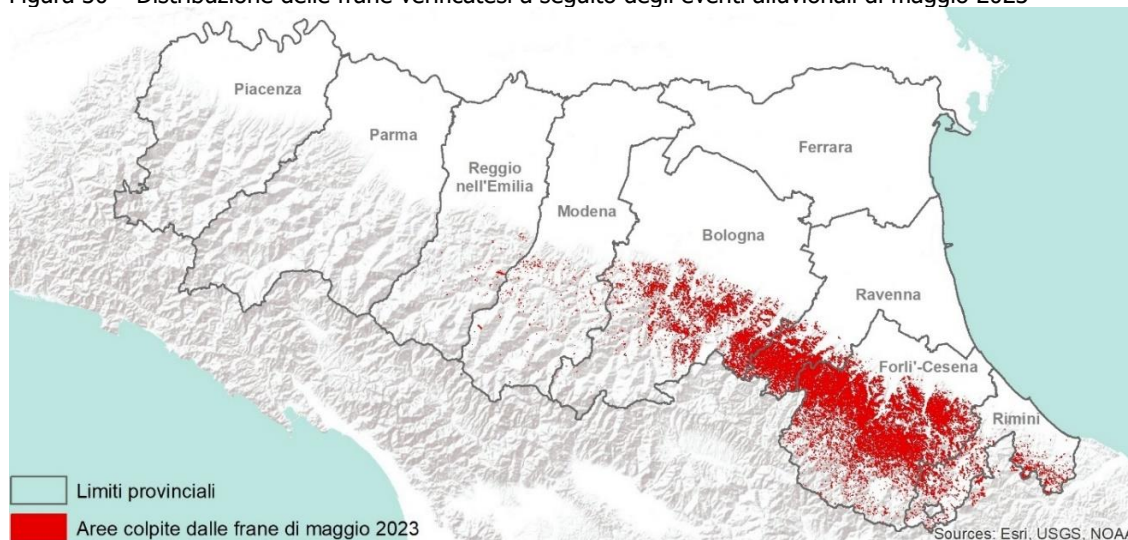 Figura 36 – Distribuzione delle frane verificatesi a seguito degli eventi alluvionali di maggio 2023
Piacenza
Parma
Reggio
nell'Emilia
Modena
Ferrara
Bologna
Ravenna
Forli'-Cesena
Rimini
Limiti provinciali
Aree colpite dalle frane di maggio 2023
Sources: Esri, USGS, NOAA